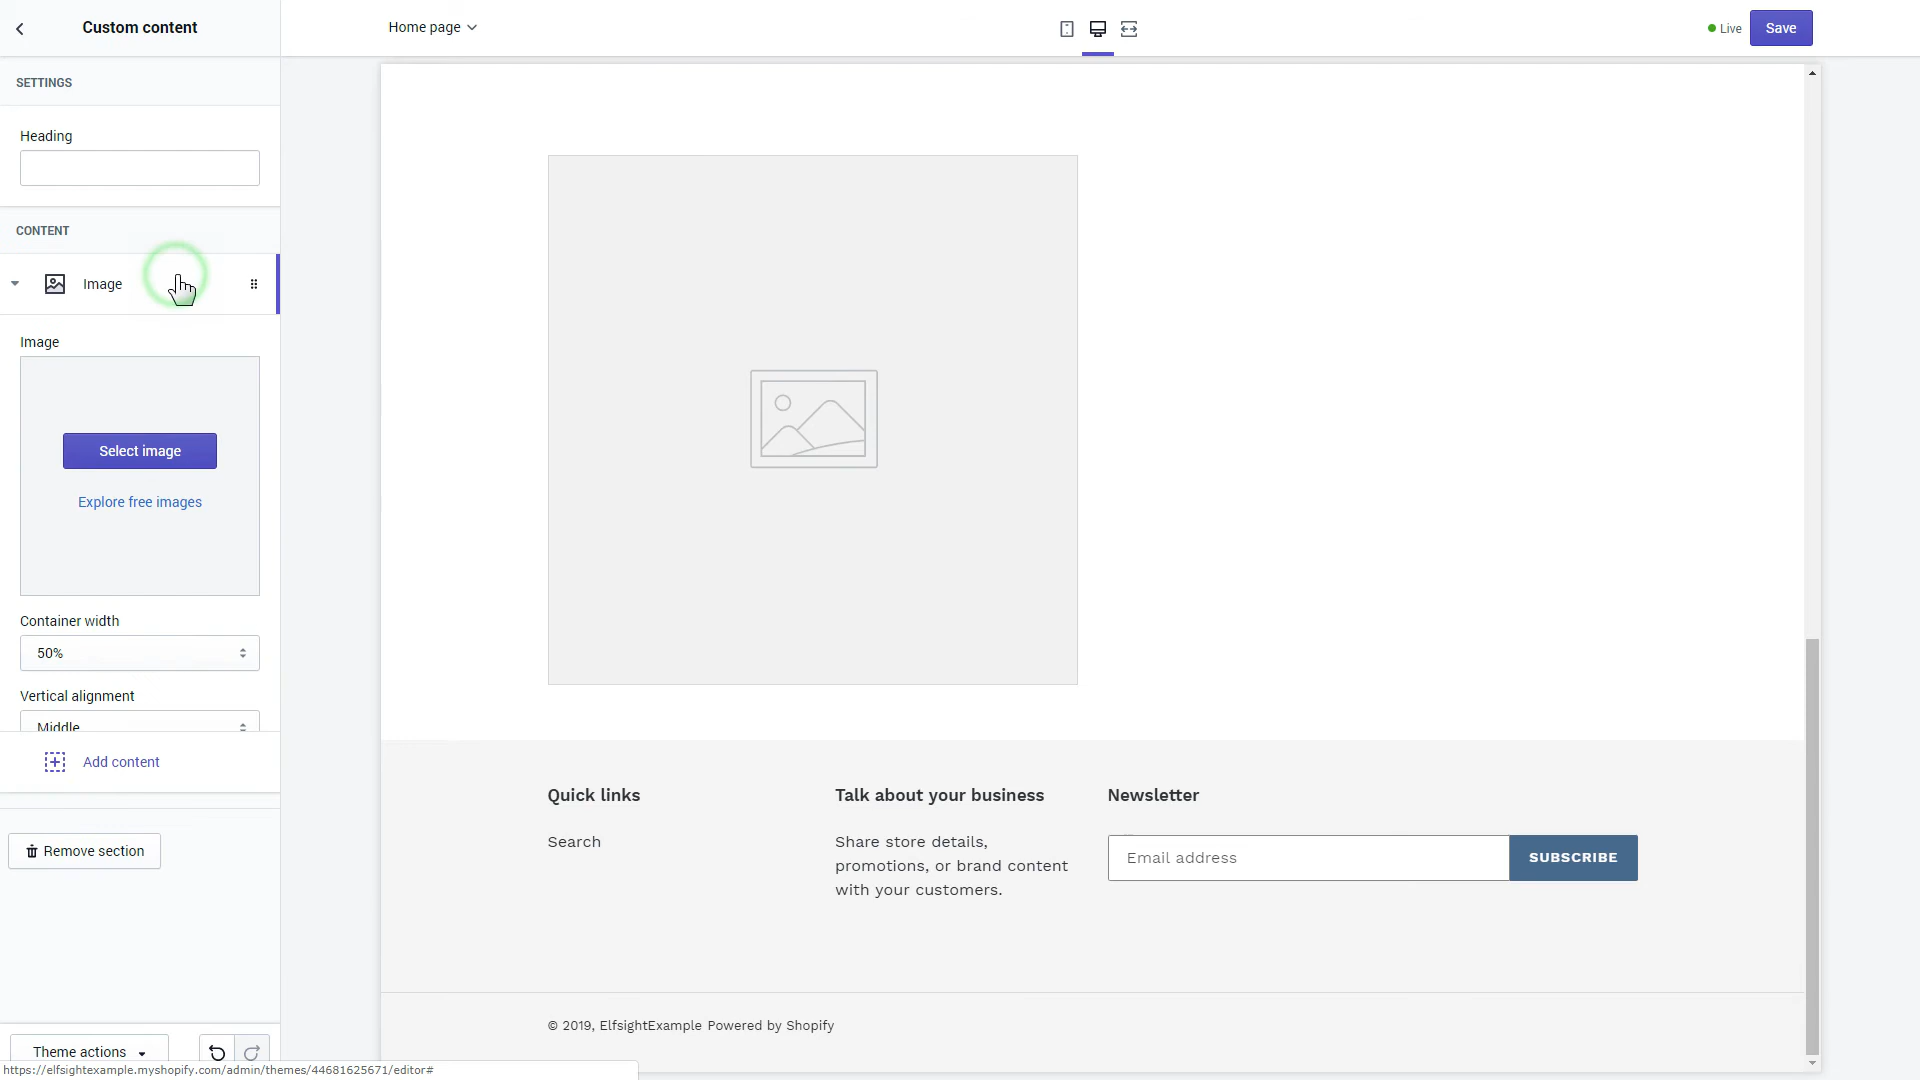 Custom content
Home page
Live
Save
SETTINGS
Heading
CONTENT
Image
Image
Select image
Explore free images
Container width
50%
Vertical alignment
Middle
Add content
Remove section
Quick links
Search
Talk about your business
Share store details,
promotions, or brand content
with your customers.
Newsletter
Email address
SUBSCRIBE
© 2019, ElfsightExample Powered by Shopify
Theme actions
https://elfsightexample.myshopify.com/admin/themes/44681625671/editor#